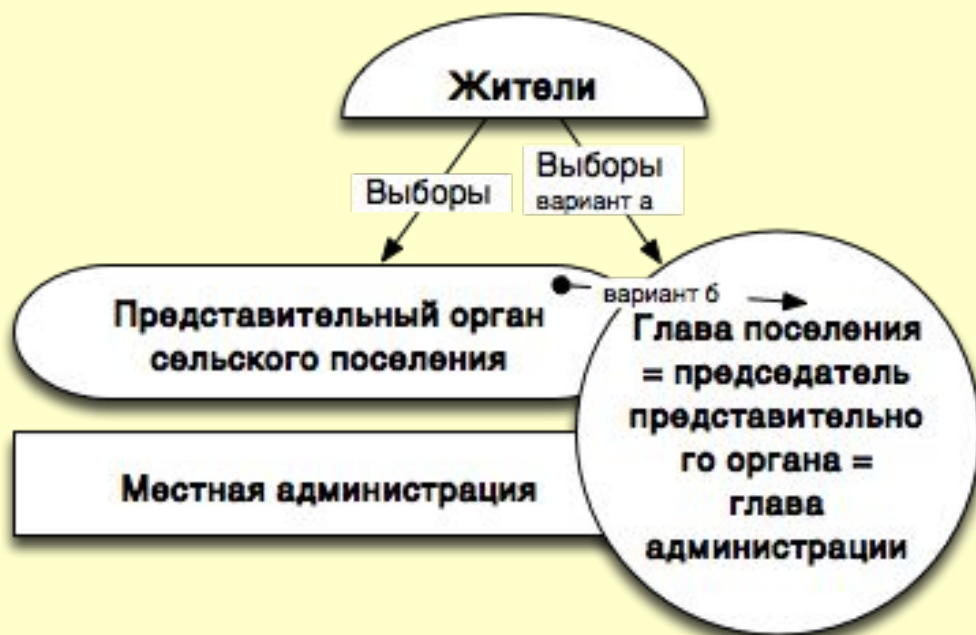 Жители
Выборы
Выборы
вариант а
вариант б
Представительный орган
сельского поселения
Глава поселения
= председатель
представительно
го органа =
глава
администрации
Местная администрация